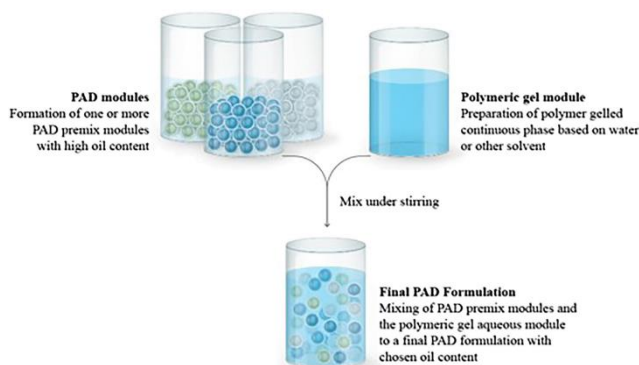 PAD modules
Formation of one or more
PAD premix modules
with high oil content
Polymeric gel module
Preparation of polymer gelled
continuous phase based on water
or other solvent
Mix under stirring
Final PAD Formulation
Mixing of PAD premix modules and
the polymeric gel aqueous module
to a final PAD formulation with
chosen oil content